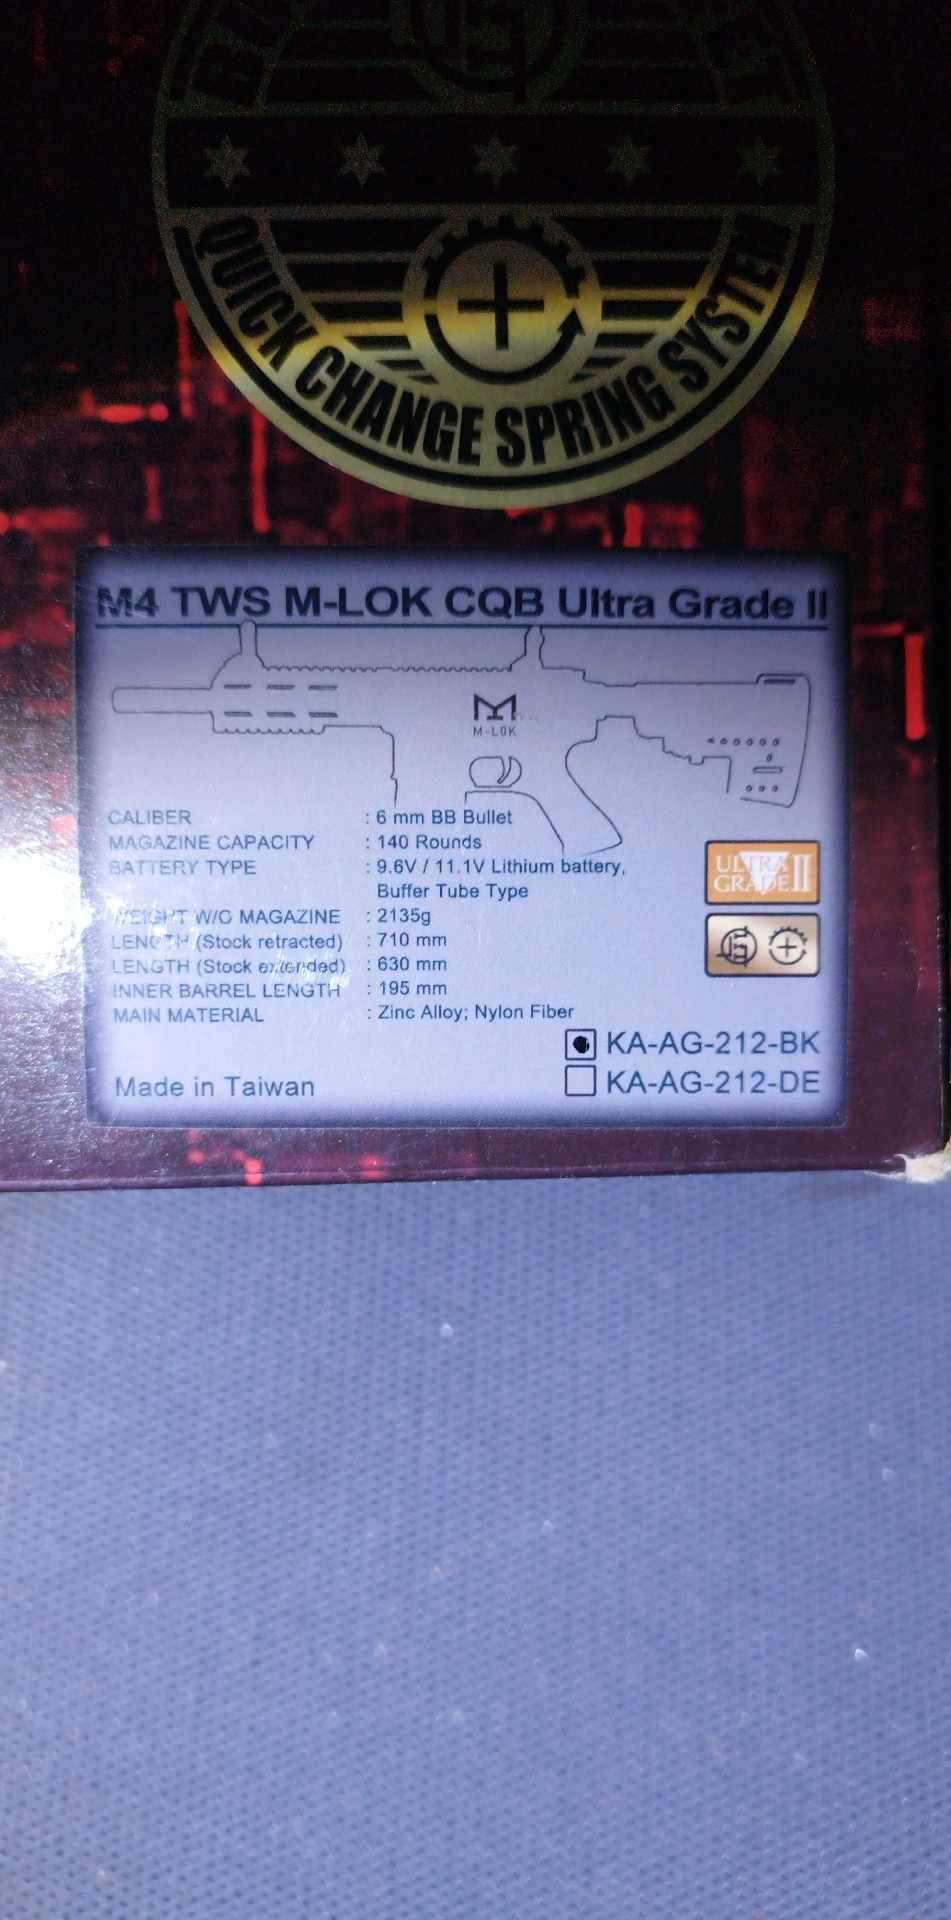 QUICK CHANGE SPRING SYSTEM
M4 TWS M-LOK CQB Ultra Grade II
M-LOK
CALIBER : 6 mm BB Bullet
MAGAZINE CAPACITY : 140 Rounds
BATTERY TYPE : 9.6V / 11.1V Lithium battery,
Buffer Tube Type
WEIGHT W/O MAGAZINE : 2135g
LENGTH (Stock retracted) : 710 mm
LENGTH (Stock extended) : 630 mm
INNER BARREL LENGTH : 195 mm
MAIN MATERIAL : Zinc Alloy; Nylon Fiber
ULTRA
GRADE II
KA-AG-212-BK
KA-AG-212-DE
Made in Taiwan